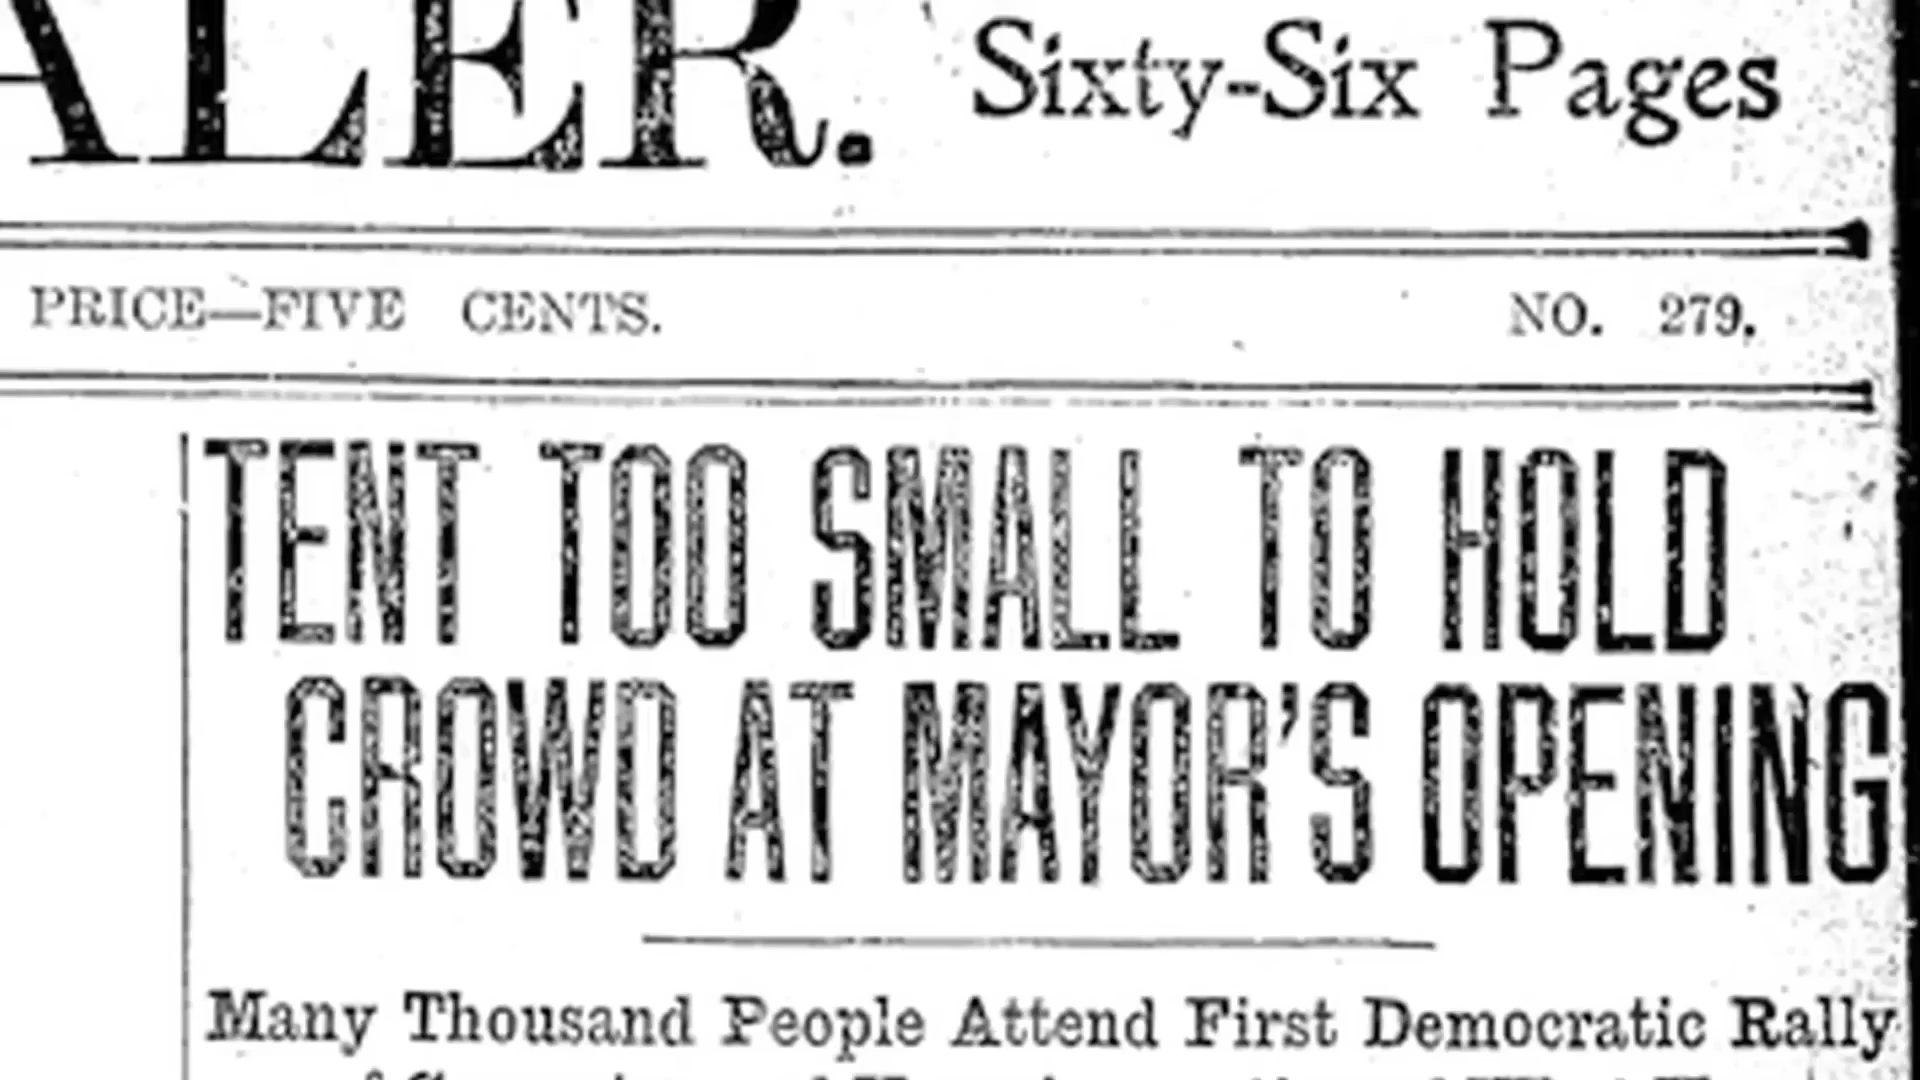 ALER. Sixty-Six Pages
PRICE—FIVE CENTS. NO. 279.
TENT TOO SMALL TO HOLD
CROWD AT MAYOR'S OPENING
Many Thousand People Attend First Democratic Rally